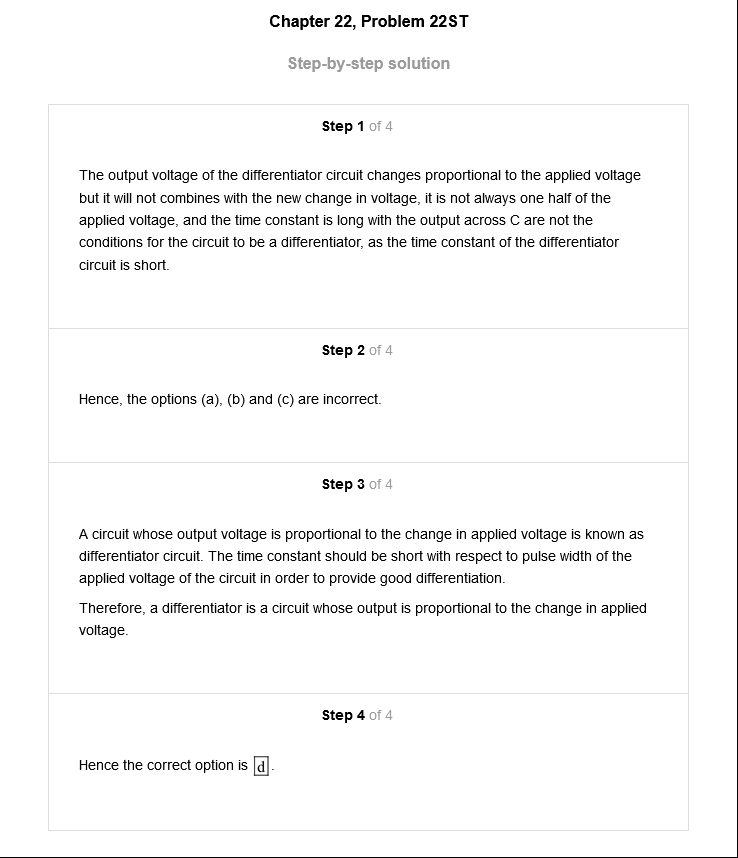 Chapter 22, Problem 22ST
Step-by-step solution
Step 1 of 4
The output voltage of the differentiator circuit changes proportional to the applied voltage
but it will not combines with the new change in voltage, it is not always one half of the
applied voltage, and the time constant is long with the output across C are not the
conditions for the circuit to be a differentiator, as the time constant of the differentiator
circuit is short.
Step 2 of 4
Hence, the options (a), (b) and (c) are incorrect.
Step 3 of 4
A circuit whose output voltage is proportional to the change in applied voltage is known as
differentiator circuit. The time constant should be short with respect to pulse width of the
applied voltage of the circuit in order to provide good differentiation.
Therefore, a differentiator is a circuit whose output is proportional to the change in applied
voltage.
Step 4 of 4
Hence the correct option is d.